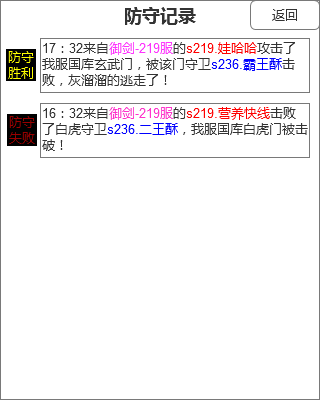 防守记录
返回
防守
胜利
17：32来自御剑-219服的s219.娃哈哈攻击了
我服国库玄武门，被该门守卫s236.霸王酥击
败，灰溜溜的逃走了！
防守
失败
16：32来自御剑-219服的s219.营养快线击败
了白虎守卫s236.二王酥，我服国库白虎门被击
破！